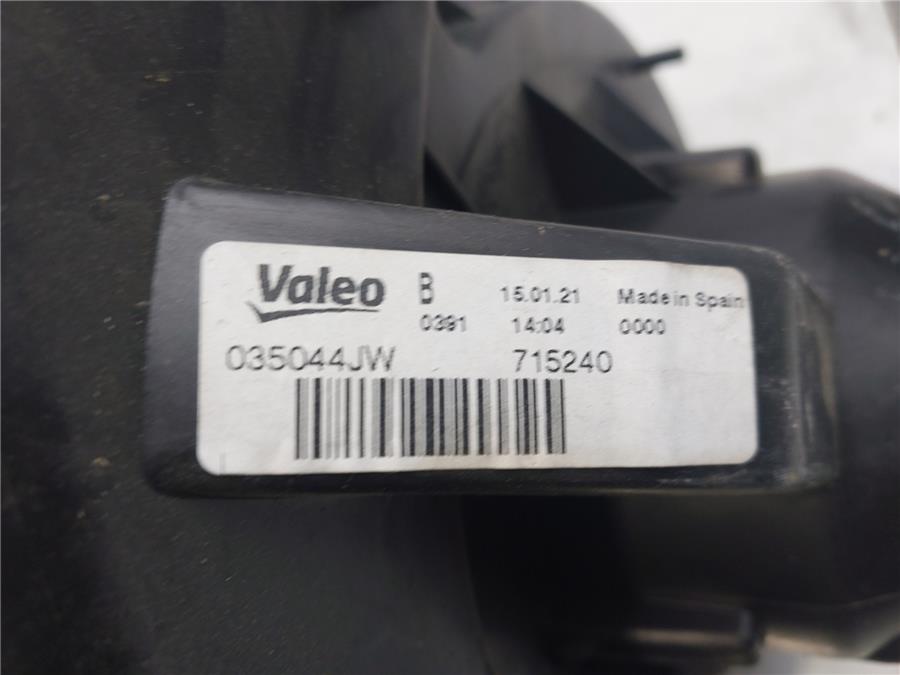 Valeo B 15.01.21 Made in Spain
0391 14:04 0000
035044JW 715240